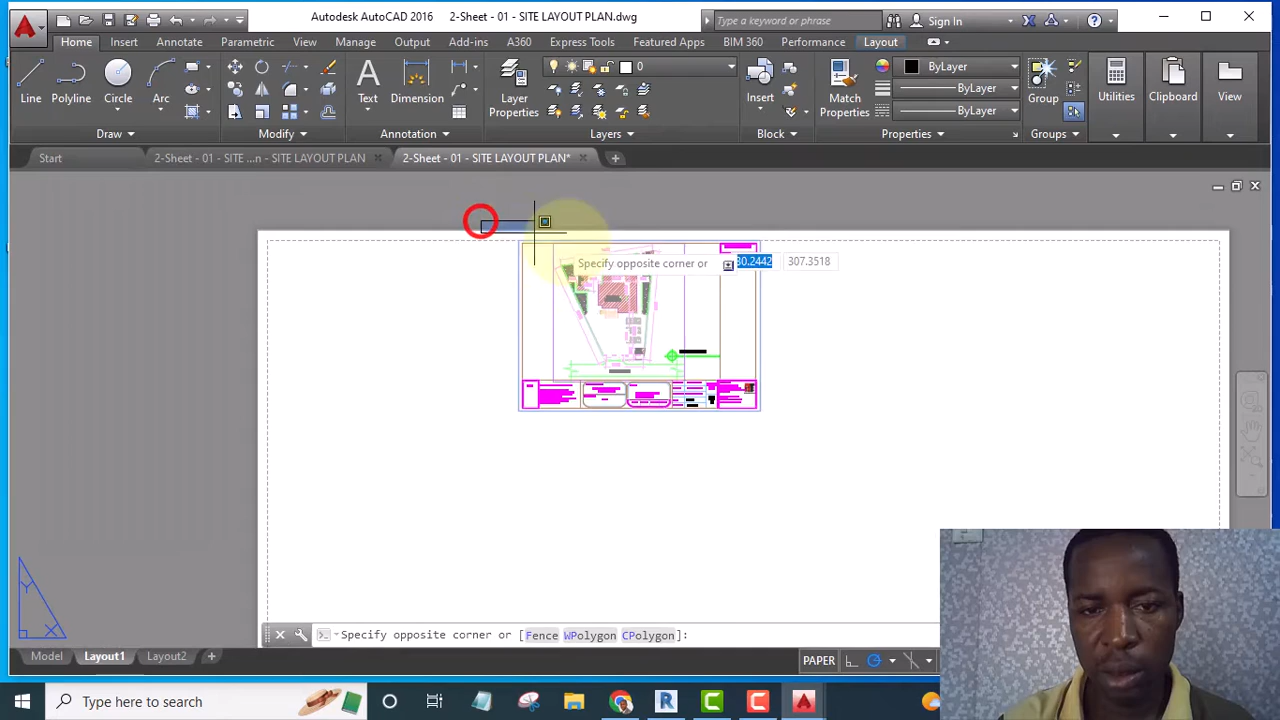 Autodesk AutoCAD 2016 2-Sheet - 01 - SITE LAYOUT PLAN.dwg
Type a keyword or phrase
Sign In
Home Insert Annotate Parametric View Manage Output Add-ins A360 Express Tools Featured Apps BIM 360 Performance Layout
0
ByLayer
ByLayer
ByLayer
Line Polyline Circle Arc
Text Dimension
Layer Properties
Insert
Match Properties
Group
Utilities Clipboard View
Draw Modify Annotation Layers Block Properties Groups
Start 2-Sheet - 01 - SITE ...n - SITE LAYOUT PLAN 2-Sheet - 01 - SITE LAYOUT PLAN*
Specify opposite corner or 30.2442 307.3518
Y
X
Specify opposite corner or [Fence WPolygon CPolygon]:
Model Layout1 Layout2 +
PAPER
Type here to search